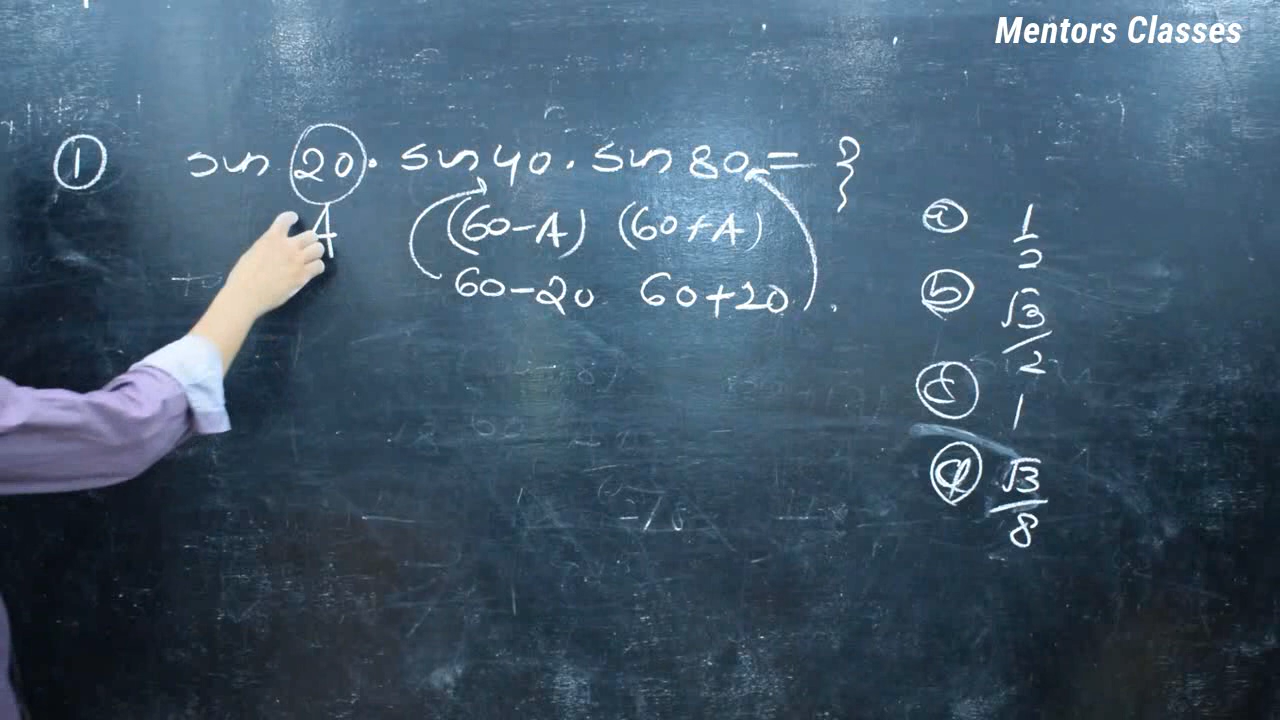 Mentors Classes
① sin 20 · sin 40 · sin 80 = ?
A (60-A) (60+A)
60-20 60+20
ⓐ 1/2
ⓑ √3/2
ⓒ 1
ⓓ √3/8